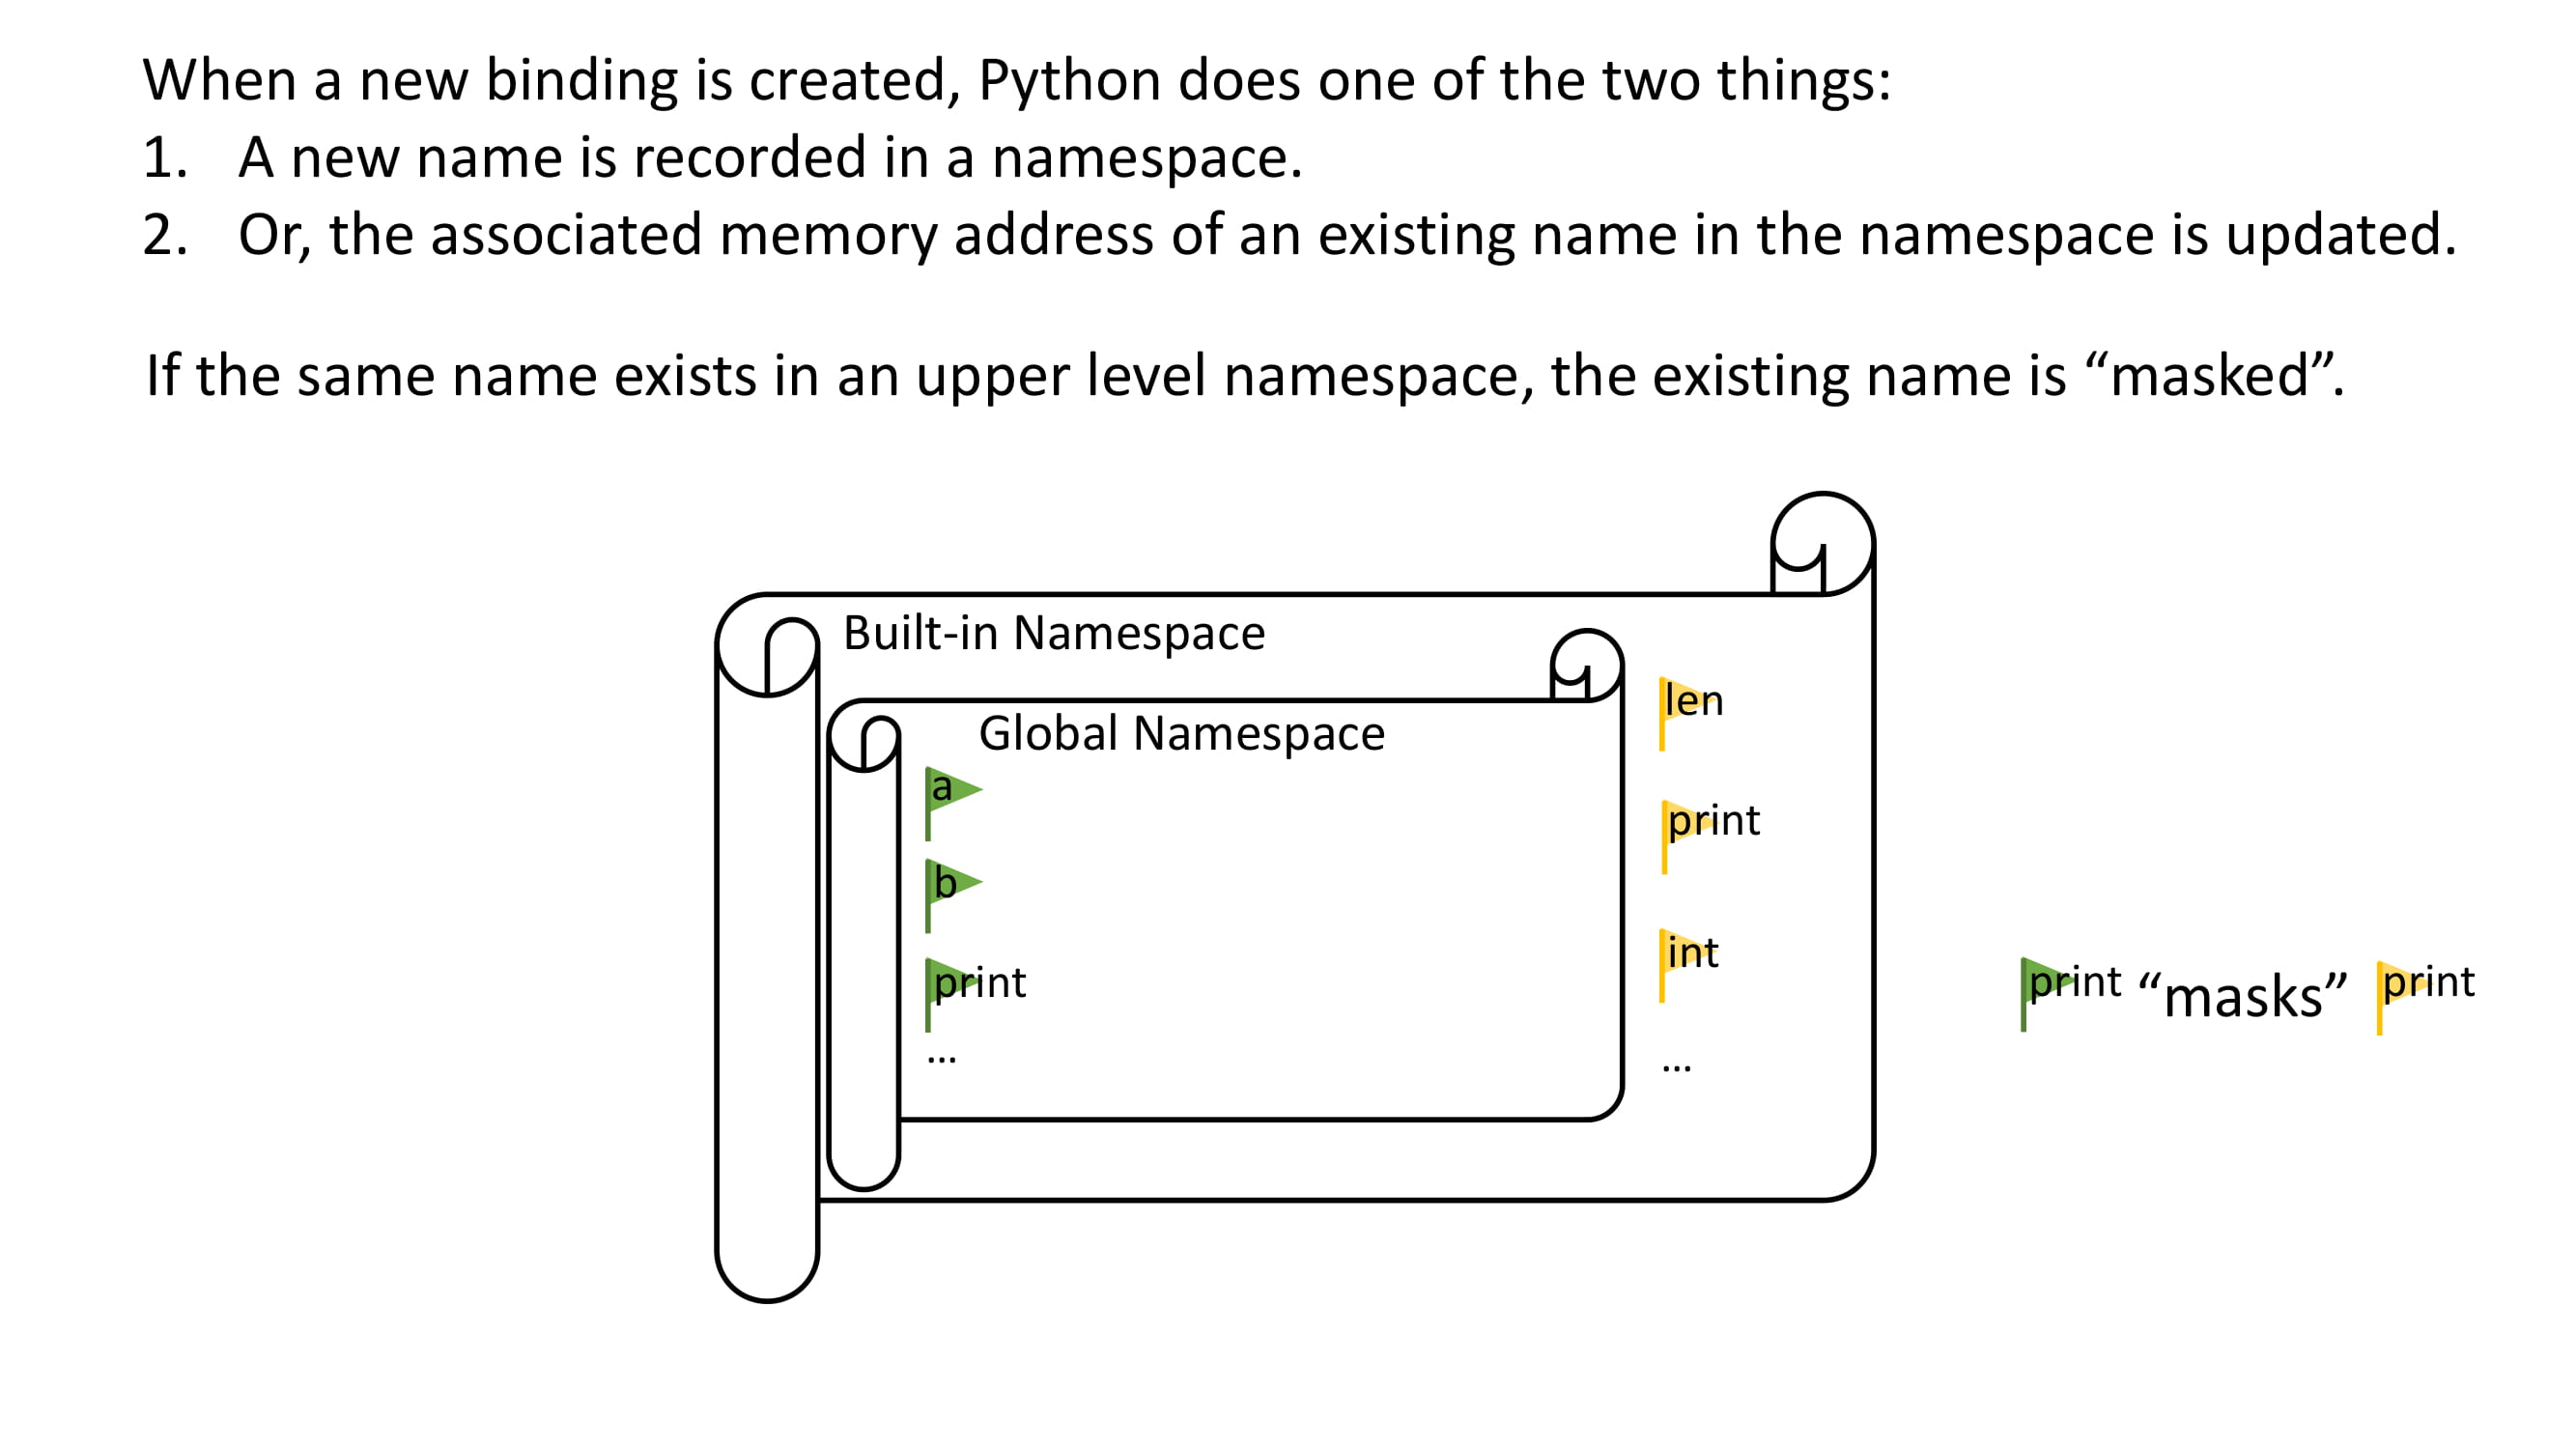 When a new binding is created, Python does one of the two things:
1. A new name is recorded in a namespace.
2. Or, the associated memory address of an existing name in the namespace is updated.
If the same name exists in an upper level namespace, the existing name is “masked”.
Built-in Namespace
Global Namespace
a
b
print
...
len
print
int
...
print “masks” print